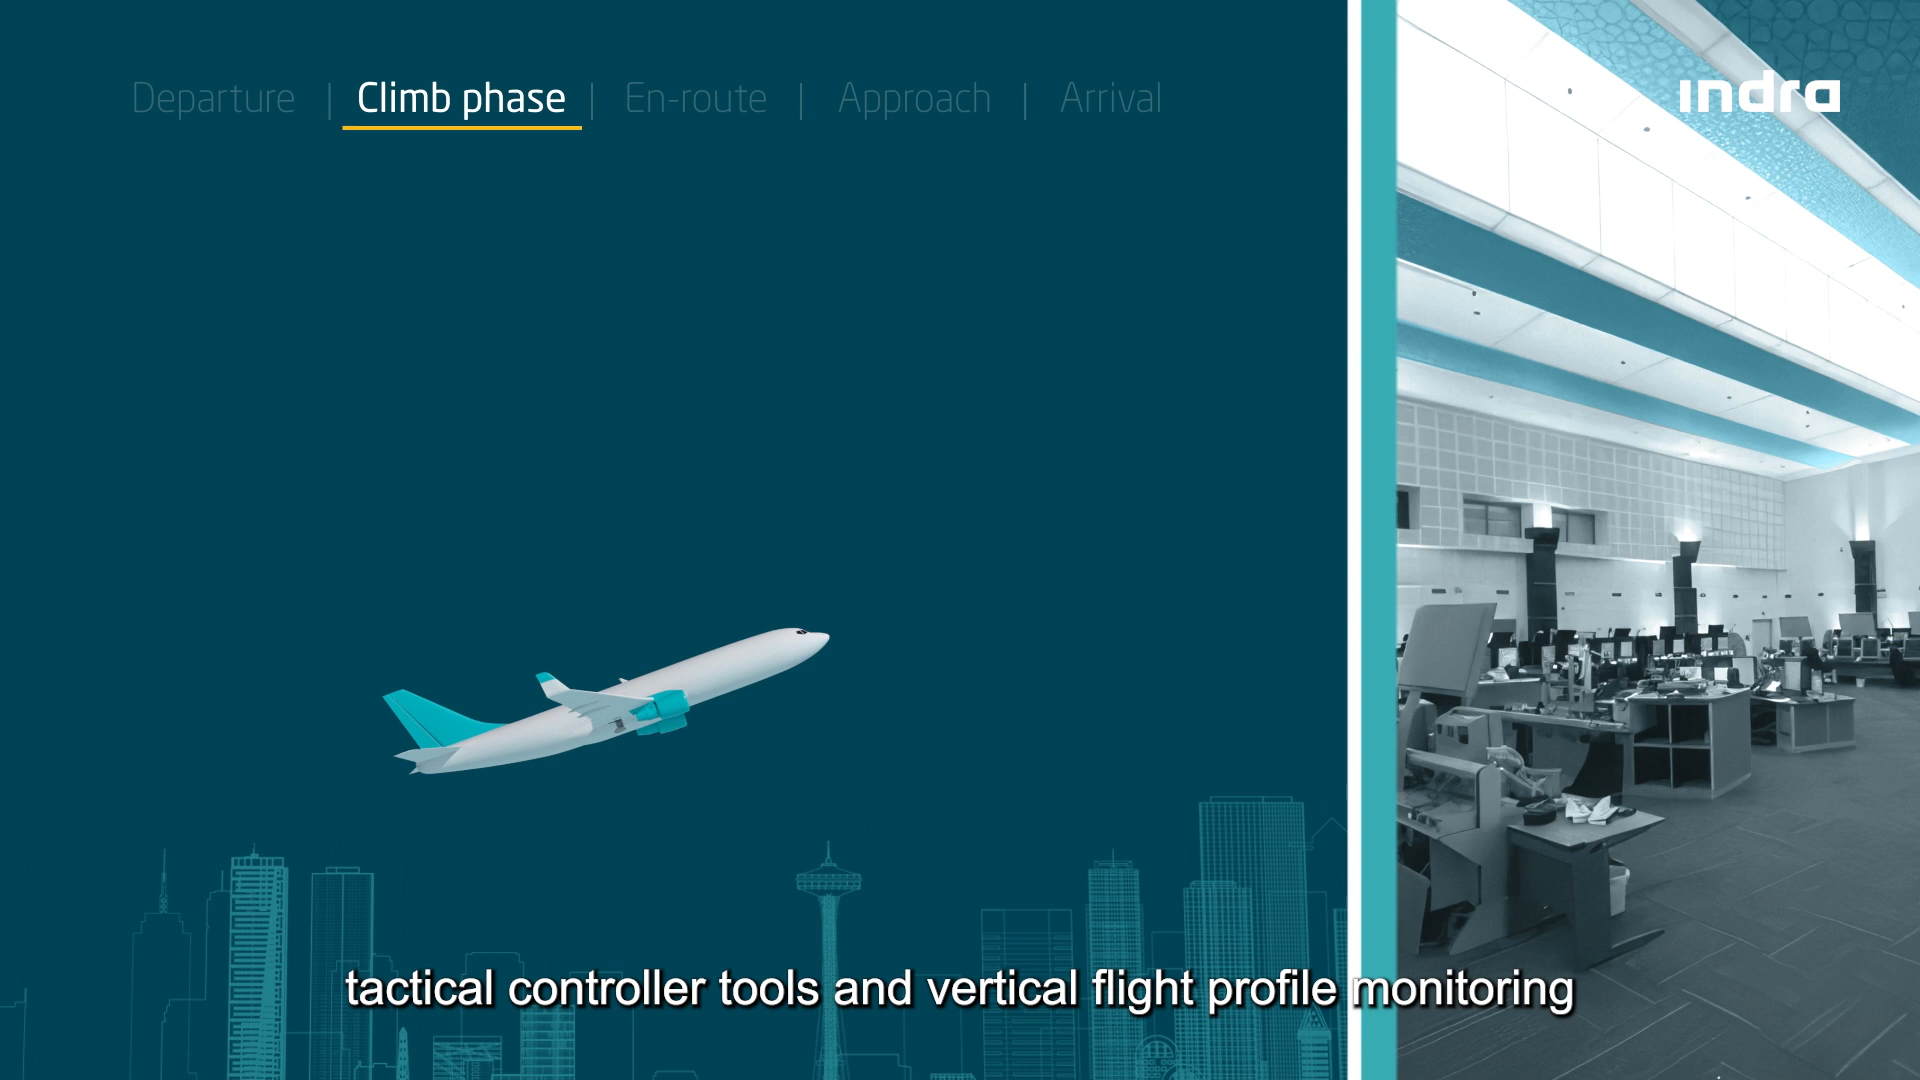 Departure | Climb phase | En-route | Approach | Arrival
indra
tactical controller tools and vertical flight profile monitoring